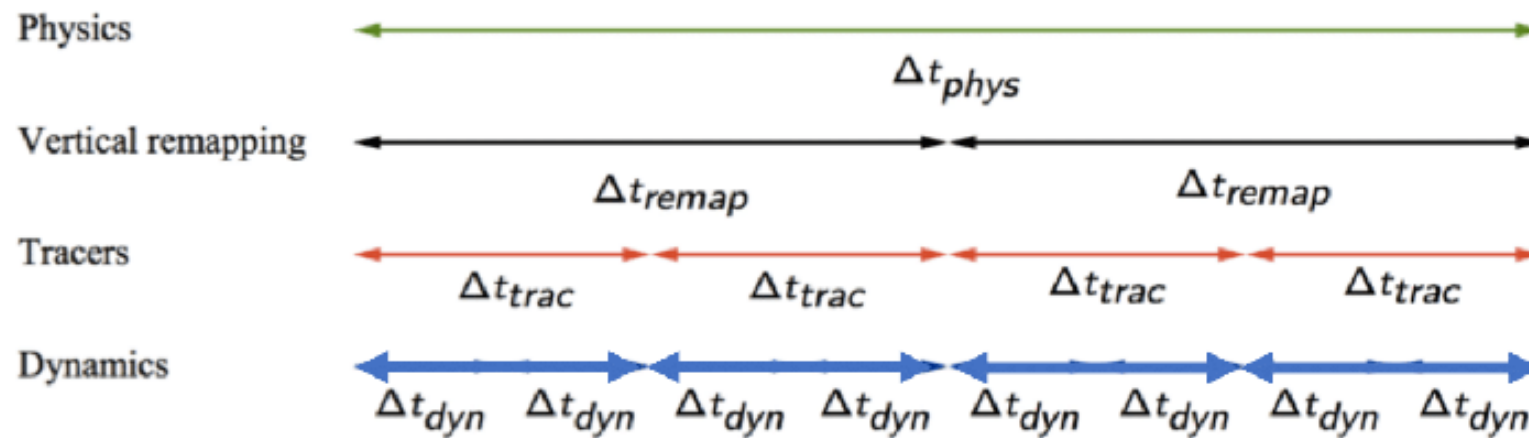 Physics
Δt_phys
Vertical remapping
Δt_remap Δt_remap
Tracers
Δt_trac Δt_trac Δt_trac Δt_trac
Dynamics
Δt_dyn Δt_dyn Δt_dyn Δt_dyn Δt_dyn Δt_dyn Δt_dyn Δt_dyn